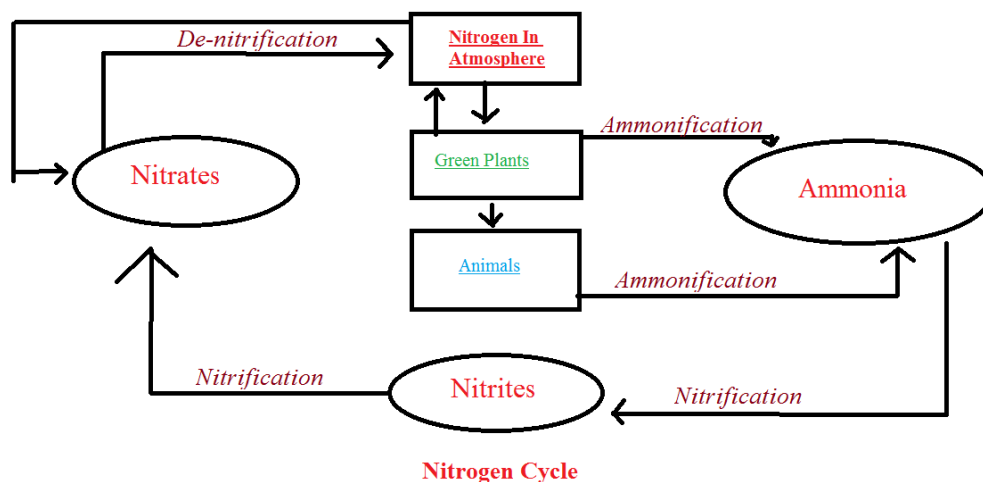 De-nitrification
Nitrogen In
Atmosphere
Ammonification
Green Plants
Nitrates
Ammonia
Animals
Ammonification
Nitrification
Nitrites
Nitrification
Nitrogen Cycle